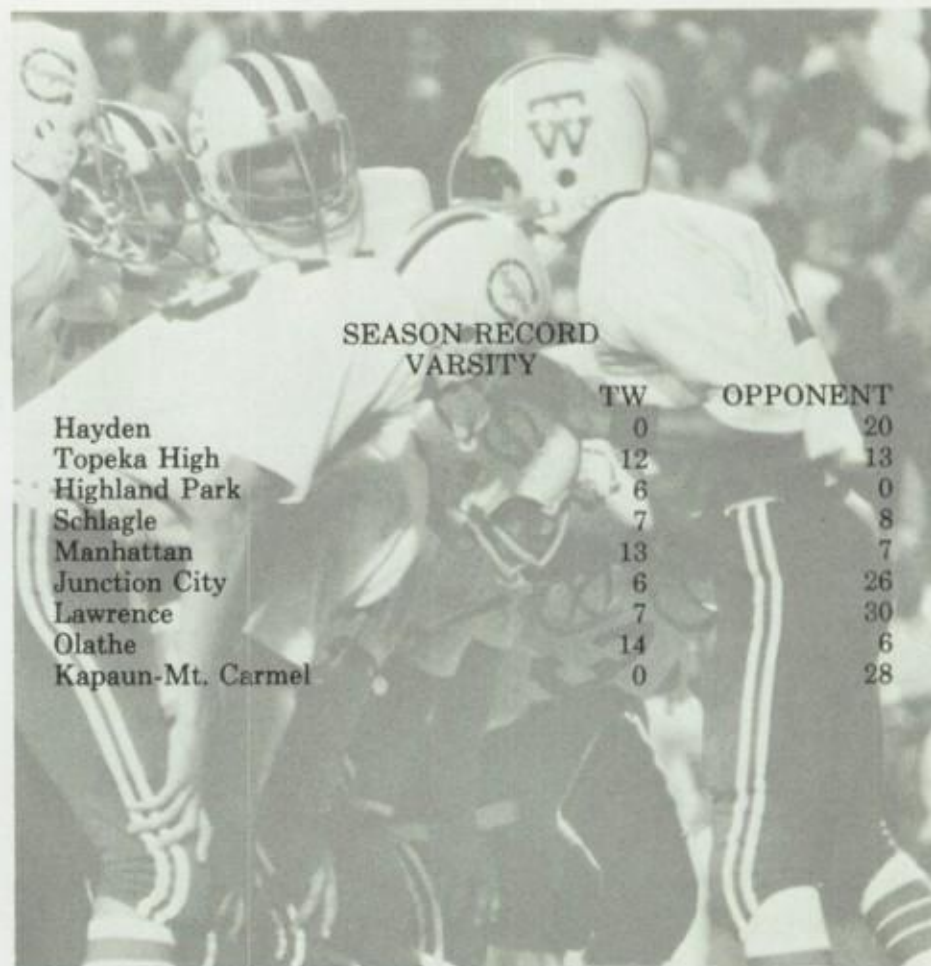 TW
SEASON RECORD
VARSITY
TW OPPONENT
Hayden 0 20
Topeka High 12 13
Highland Park 6 0
Schlagle 7 8
Manhattan 13 7
Junction City 6 26
Lawrence 7 30
Olathe 14 6
Kapaun-Mt. Carmel 0 28